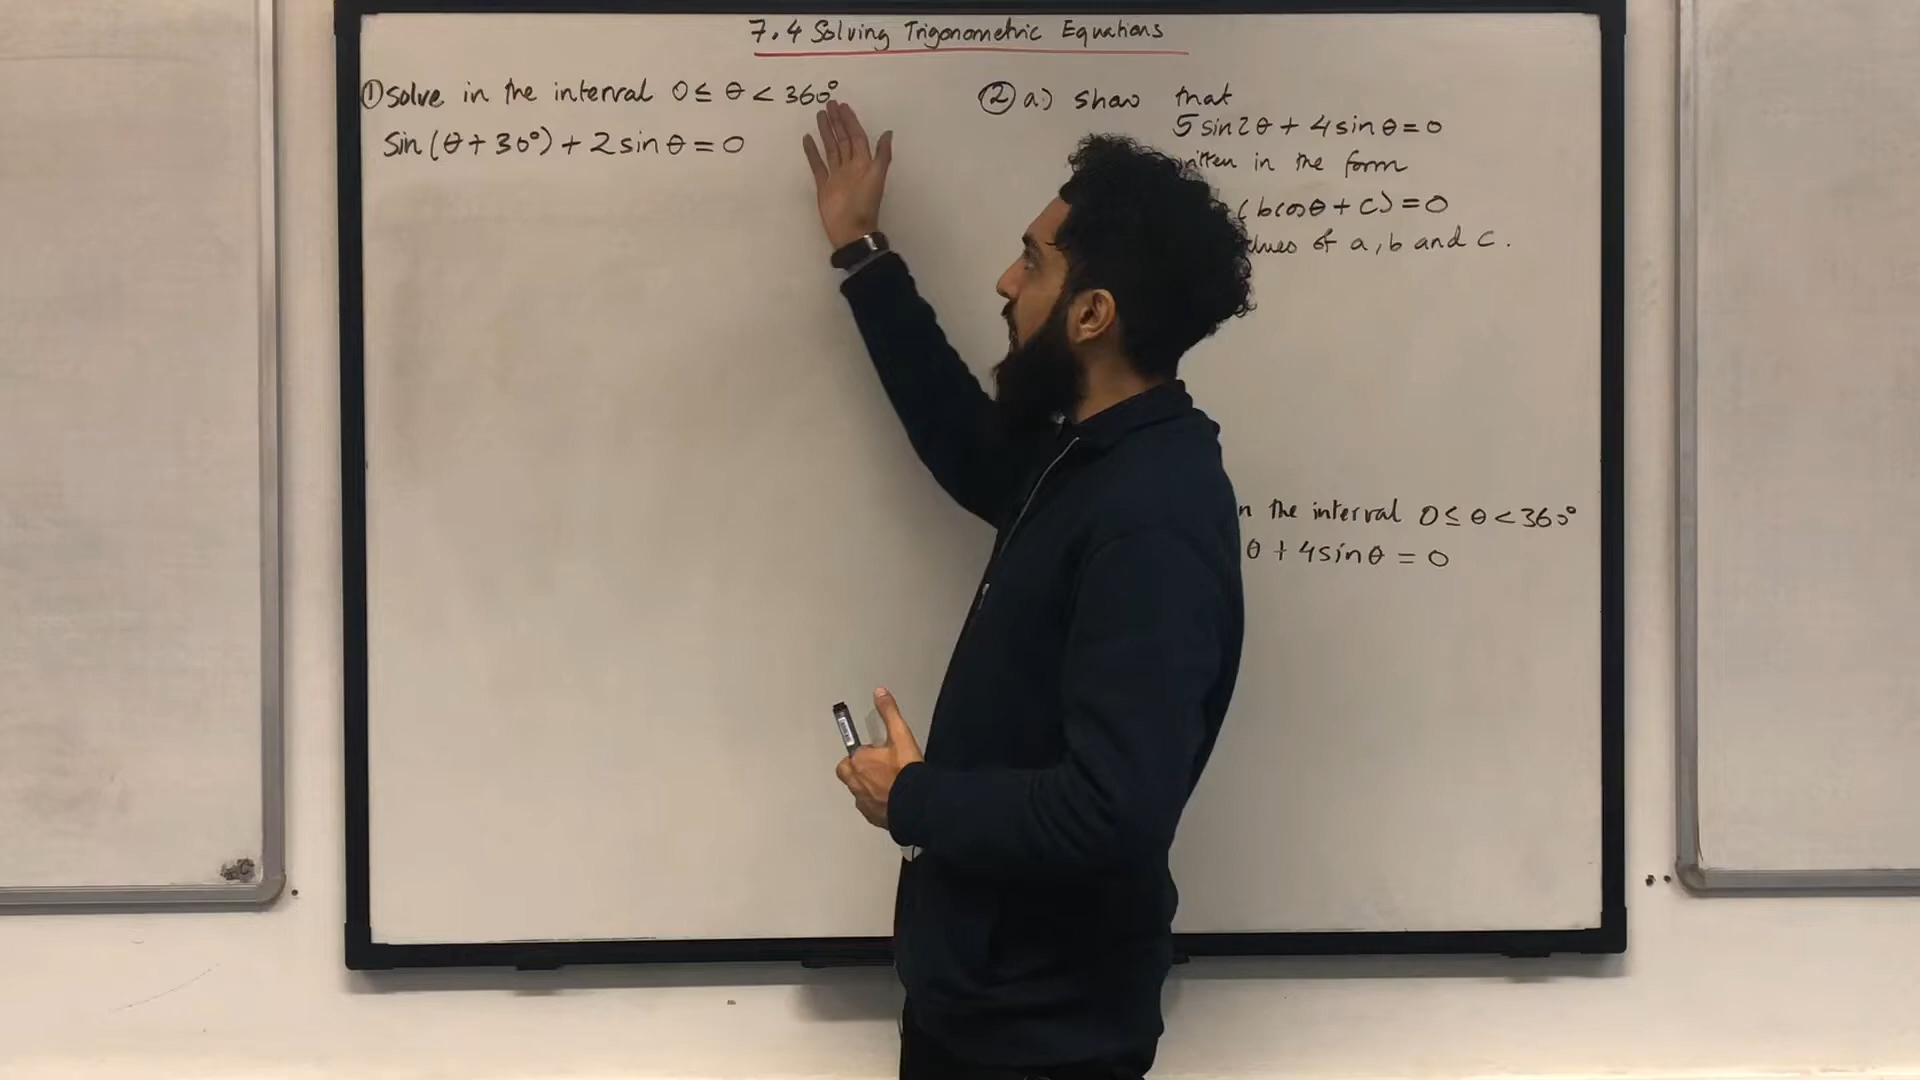 7.4 Solving Trigonometric Equations
① Solve in the interval 0 ≤ θ < 360°
sin(θ+30°) + 2 sin θ = 0
② a) show that
5 sin 2θ + 4 sin θ = 0
in the form
(b cos θ + c) = 0
of a, b and c.
the interval 0 ≤ θ < 360°
θ + 4 sin θ = 0